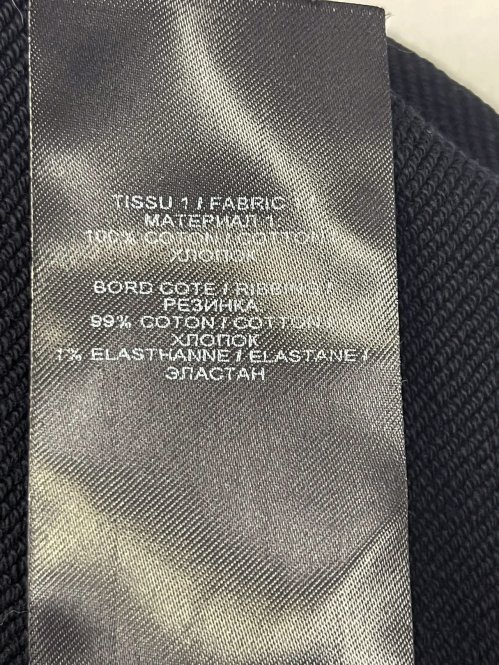 TISSU 1 / FABRIC 1 /
МАТЕРИАЛ 1:
100% COTON / COTTON /
ХЛОПОК
BORD COTE / RIBBING /
РЕЗИНКА
99% COTON / COTTON /
ХЛОПОК
1% ELASTHANNE / ELASTANE /
ЭЛАСТАН